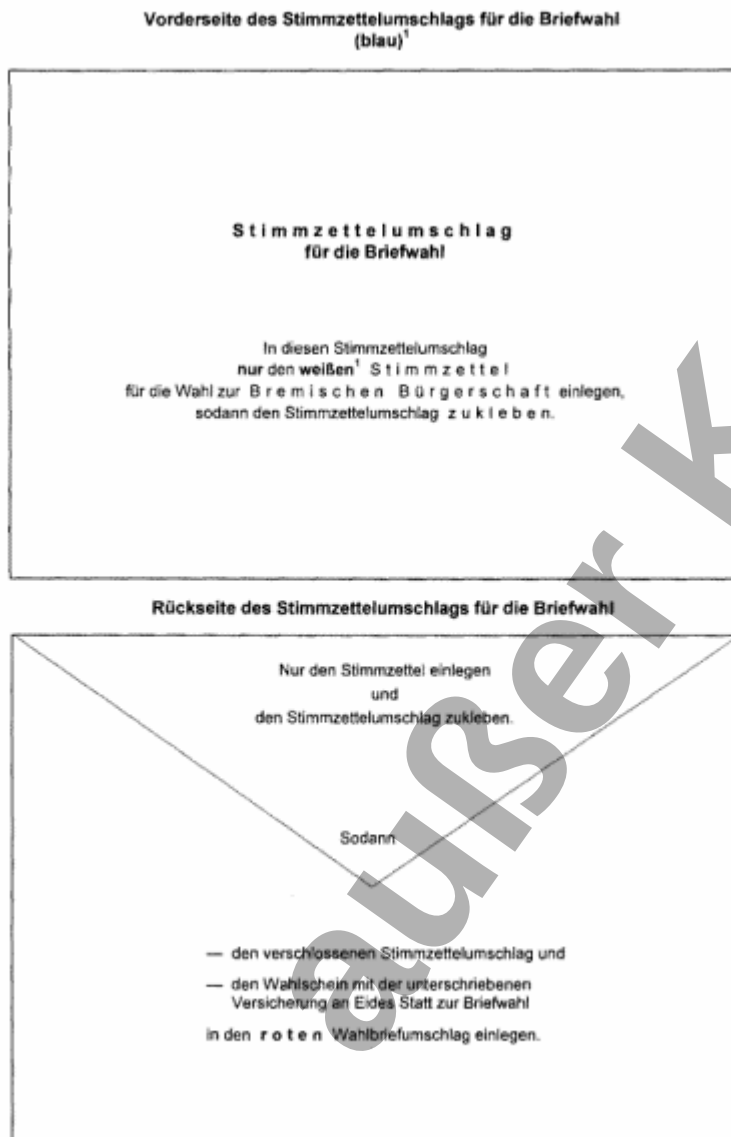 Vorderseite des Stimmzettelumschlags für die Briefwahl
(blau)¹
Stimmzettelumschlag
für die Briefwahl
In diesen Stimmzettelumschlag
nur den weißen¹ Stimmzettel
für die Wahl zur Bremischen Bürgerschaft einlegen,
sodann den Stimmzettelumschlag zukleben.
Rückseite des Stimmzettelumschlags für die Briefwahl
Nur den Stimmzettel einlegen
und
den Stimmzettelumschlag zukleben.
Sodann
— den verschlossenen Stimmzettelumschlag und
— den Wahlschein mit der unterschriebenen
Versicherung an Eides Statt zur Briefwahl
in den roten Wahlbriefumschlag einlegen.
außer K